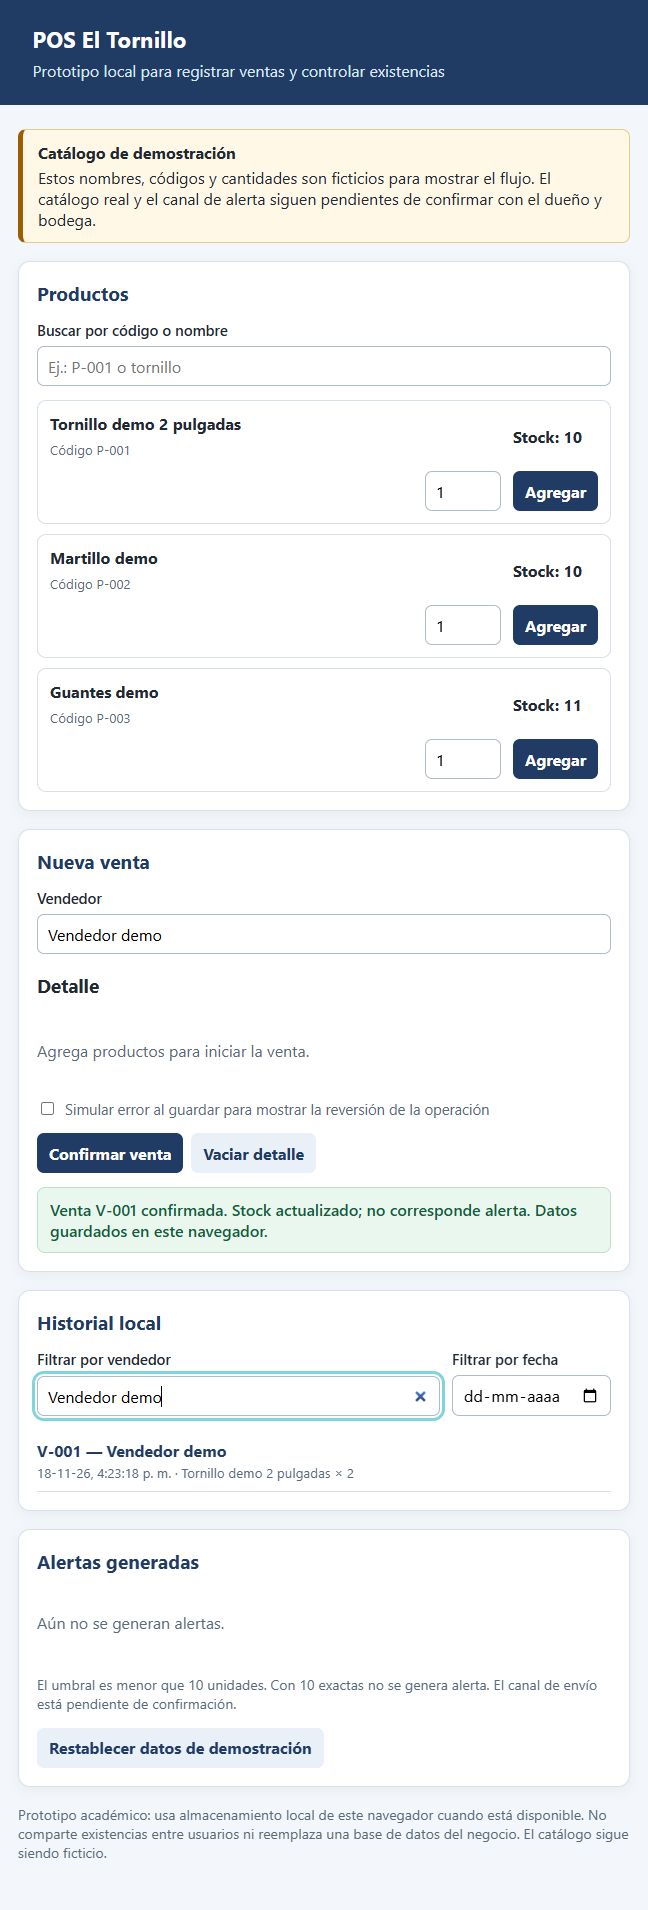 POS El Tornillo
Prototipo local para registrar ventas y controlar existencias
Catálogo de demostración
Estos nombres, códigos y cantidades son ficticios para mostrar el flujo. El
catálogo real y el canal de alerta siguen pendientes de confirmar con el dueño y
bodega.
Productos
Buscar por código o nombre
Ej.: P-001 o tornillo
Tornillo demo 2 pulgadas
Código P-001
Stock: 10
1
Agregar
Martillo demo
Código P-002
Stock: 10
1
Agregar
Guantes demo
Código P-003
Stock: 11
1
Agregar
Nueva venta
Vendedor
Vendedor demo
Detalle
Agrega productos para iniciar la venta.
Simular error al guardar para mostrar la reversión de la operación
Confirmar venta
Vaciar detalle
Venta V-001 confirmada. Stock actualizado; no corresponde alerta. Datos
guardados en este navegador.
Historial local
Filtrar por vendedor
Filtrar por fecha
Vendedor demo
dd-mm-aaaa
V-001 — Vendedor demo
18-11-26, 4:23:18 p. m. · Tornillo demo 2 pulgadas × 2
Alertas generadas
Aún no se generan alertas.
El umbral es menor que 10 unidades. Con 10 exactas no se genera alerta. El canal de envío
está pendiente de confirmación.
Restablecer datos de demostración
Prototipo académico: usa almacenamiento local de este navegador cuando está disponible. No
comparte existencias entre usuarios ni reemplaza una base de datos del negocio. El catálogo sigue
siendo ficticio.